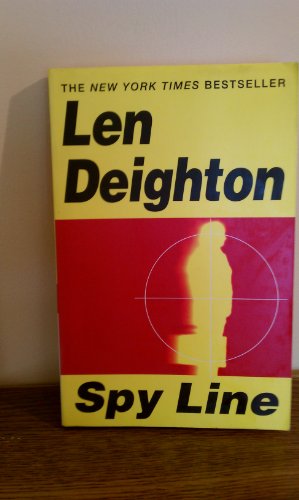 THE NEW YORK TIMES BESTSELLER
Len
Deighton
Spy Line